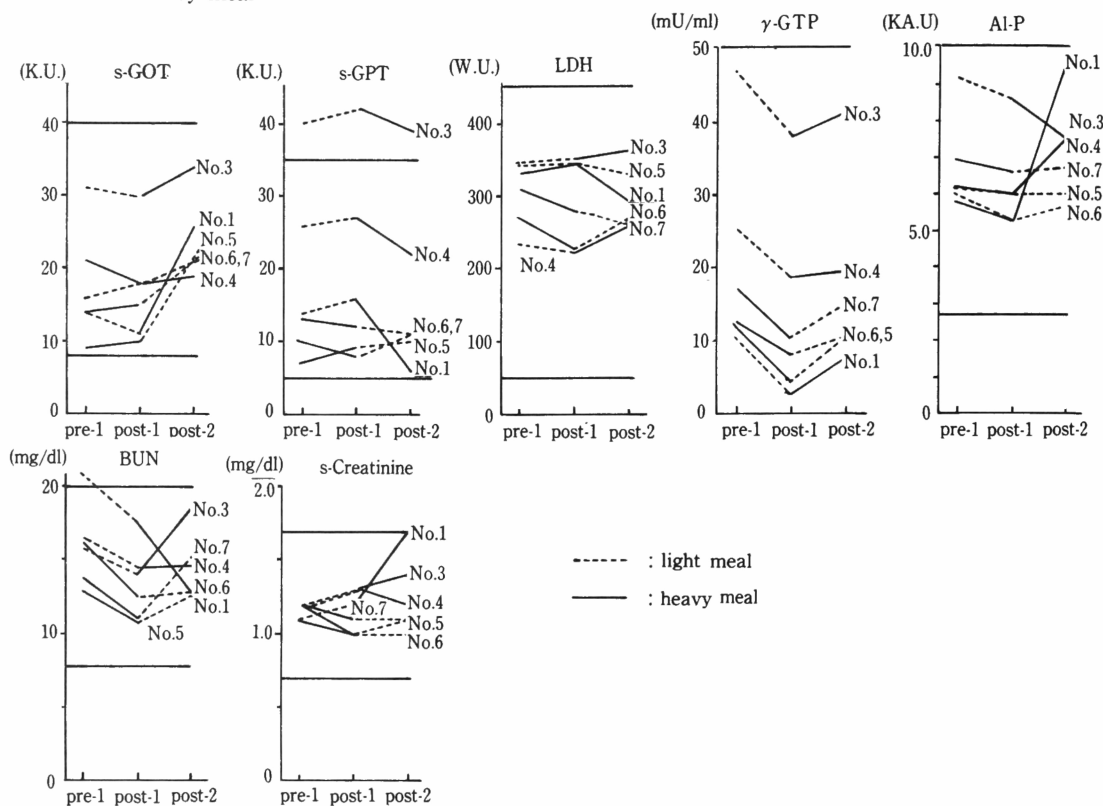 y meal
(K.U.) s-GOT
40
30
20
10
0
No.3
No.1
No.5
No.6,7
No.4
pre-1 post-1 post-2
(K.U.) s-GPT
40
30
20
10
0
No.3
No.4
No.6,7
No.5
No.1
pre-1 post-1 post-2
(W.U.) LDH
400
300
200
100
0
No.3
No.5
No.1
No.6
No.7
No.4
pre-1 post-1 post-2
(mU/ml) γ-GTP
50
40
30
20
10
0
No.3
No.4
No.7
No.6,5
No.1
pre-1 post-1 post-2
(KA.U) Al-P
10.0
5.0
0
No.1
No.3
No.4
No.7
No.5
No.6
pre-1 post-1 post-2
(mg/dl) BUN
20
10
0
No.3
No.7
No.4
No.6
No.1
No.5
pre-1 post-1 post-2
(mg/dl) s-Creatinine
2.0
1.0
0
No.1
No.3
No.4
No.7
No.5
No.6
pre-1 post-1 post-2
: light meal
: heavy meal